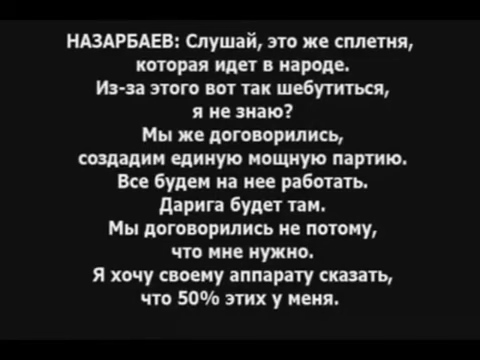 НАЗАРБАЕВ: Слушай, это же сплетня,
которая идет в народе.
Из-за этого вот так шебутиться,
я не знаю?
Мы же договорились,
создадим единую мощную партию.
Все будем на нее работать.
Дарига будет там.
Мы договорились не потому,
что мне нужно.
Я хочу своему аппарату сказать,
что 50% этих у меня.